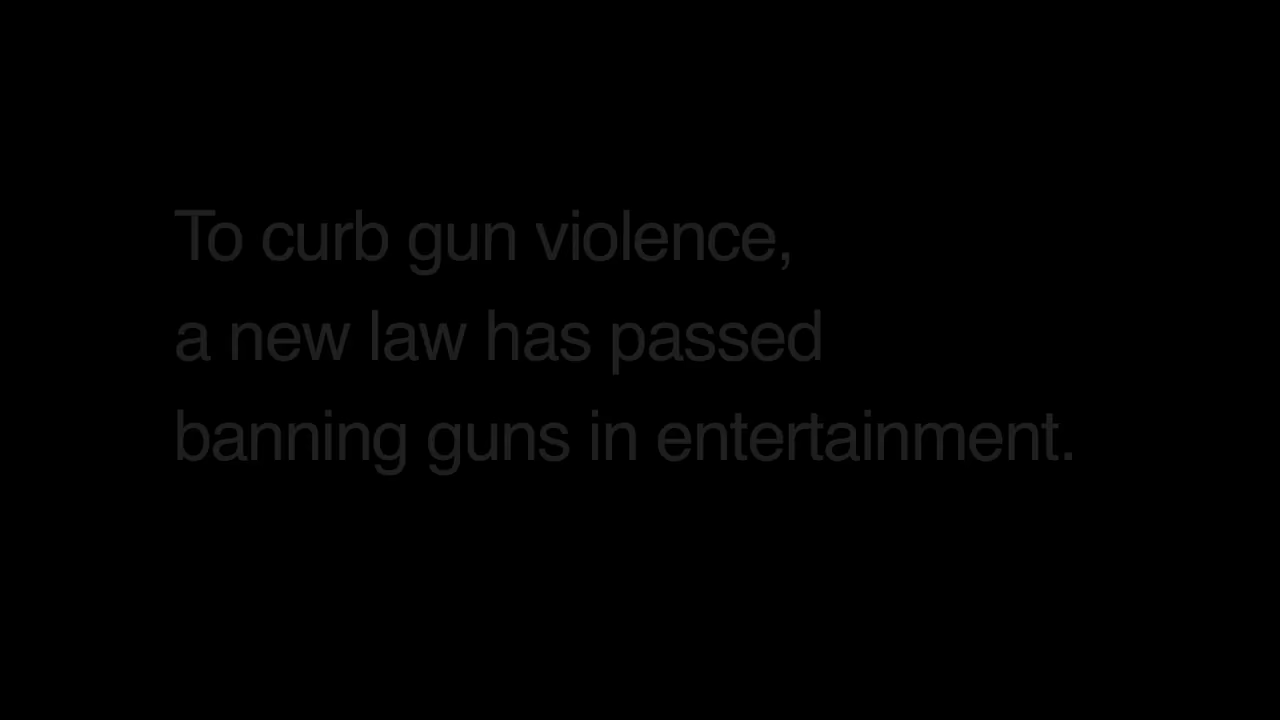 To curb gun violence,
a new law has passed
banning guns in entertainment.